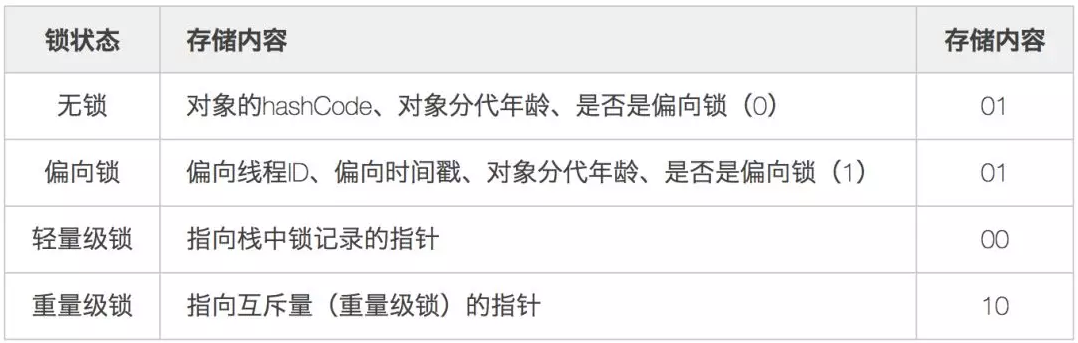 锁状态 存储内容 存储内容
无锁 对象的hashCode、对象分代年龄、是否是偏向锁（0） 01
偏向锁 偏向线程ID、偏向时间戳、对象分代年龄、是否是偏向锁（1） 01
轻量级锁 指向栈中锁记录的指针 00
重量级锁 指向互斥量（重量级锁）的指针 10